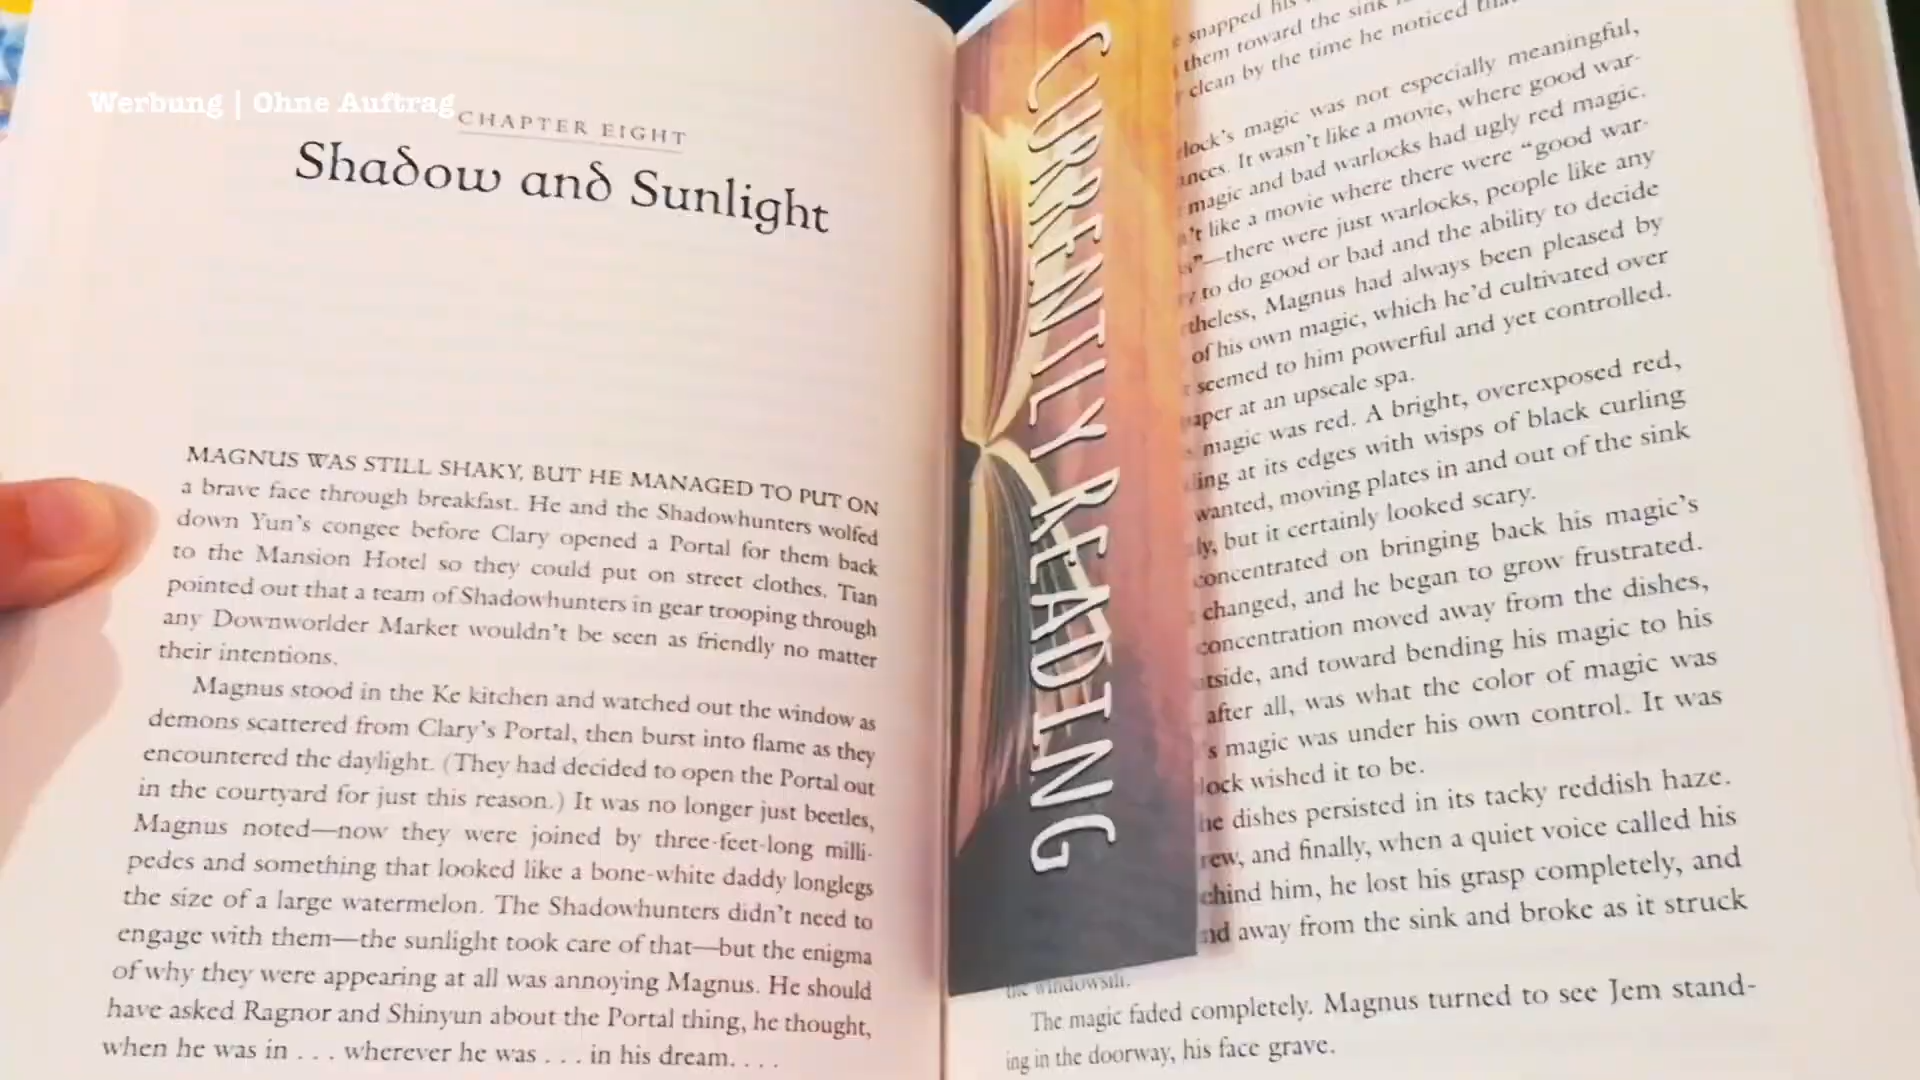 Werbung | Ohne Auftrag
CHAPTER EIGHT
Shadow and Sunlight
MAGNUS WAS STILL SHAKY, BUT HE MANAGED TO PUT ON
a brave face through breakfast. He and the Shadowhunters wolfed
down Yun's congee before Clary opened a Portal for them back
to the Mansion Hotel so they could put on street clothes. Tian
pointed out that a team of Shadowhunters in gear trooping through
any Downworlder Market wouldn't be seen as friendly no matter
their intentions.
Magnus stood in the Ke kitchen and watched out the window as
demons scattered from Clary's Portal, then burst into flame as they
encountered the daylight. (They had decided to open the Portal out
in the courtyard for just this reason.) It was no longer just beetles,
Magnus noted—now they were joined by three-feet-long milli-
pedes and something that looked like a bone-white daddy longlegs
the size of a large watermelon. The Shadowhunters didn't need to
engage with them—the sunlight took care of that—but the enigma
of why they were appearing at all was annoying Magnus. He should
have asked Ragnor and Shinyun about the Portal thing, he thought,
when he was in . . . wherever he was . . . in his dream. . . .
CURRENTLY READING
snapped his
them toward the sink
clean by the time he noticed
lock's magic was not especially meaningful,
ances. It wasn't like a movie, where good war-
magic and bad warlocks had ugly red magic.
't like a movie where there were “good war-
”—there were just warlocks, people like any
to do good or bad and the ability to decide
theless, Magnus had always been pleased by
of his own magic, which he'd cultivated over
seemed to him powerful and yet controlled.
aper at an upscale spa.
magic was red. A bright, overexposed red,
ling at its edges with wisps of black curling
wanted, moving plates in and out of the sink
ly, but it certainly looked scary.
concentrated on bringing back his magic's
changed, and he began to grow frustrated.
concentration moved away from the dishes,
tside, and toward bending his magic to his
after all, was what the color of magic was
's magic was under his own control. It was
lock wished it to be.
he dishes persisted in its tacky reddish haze.
rew, and finally, when a quiet voice called his
ehind him, he lost his grasp completely, and
nd away from the sink and broke as it struck
the windowsill.
The magic faded completely. Magnus turned to see Jem stand-
ing in the doorway, his face grave.